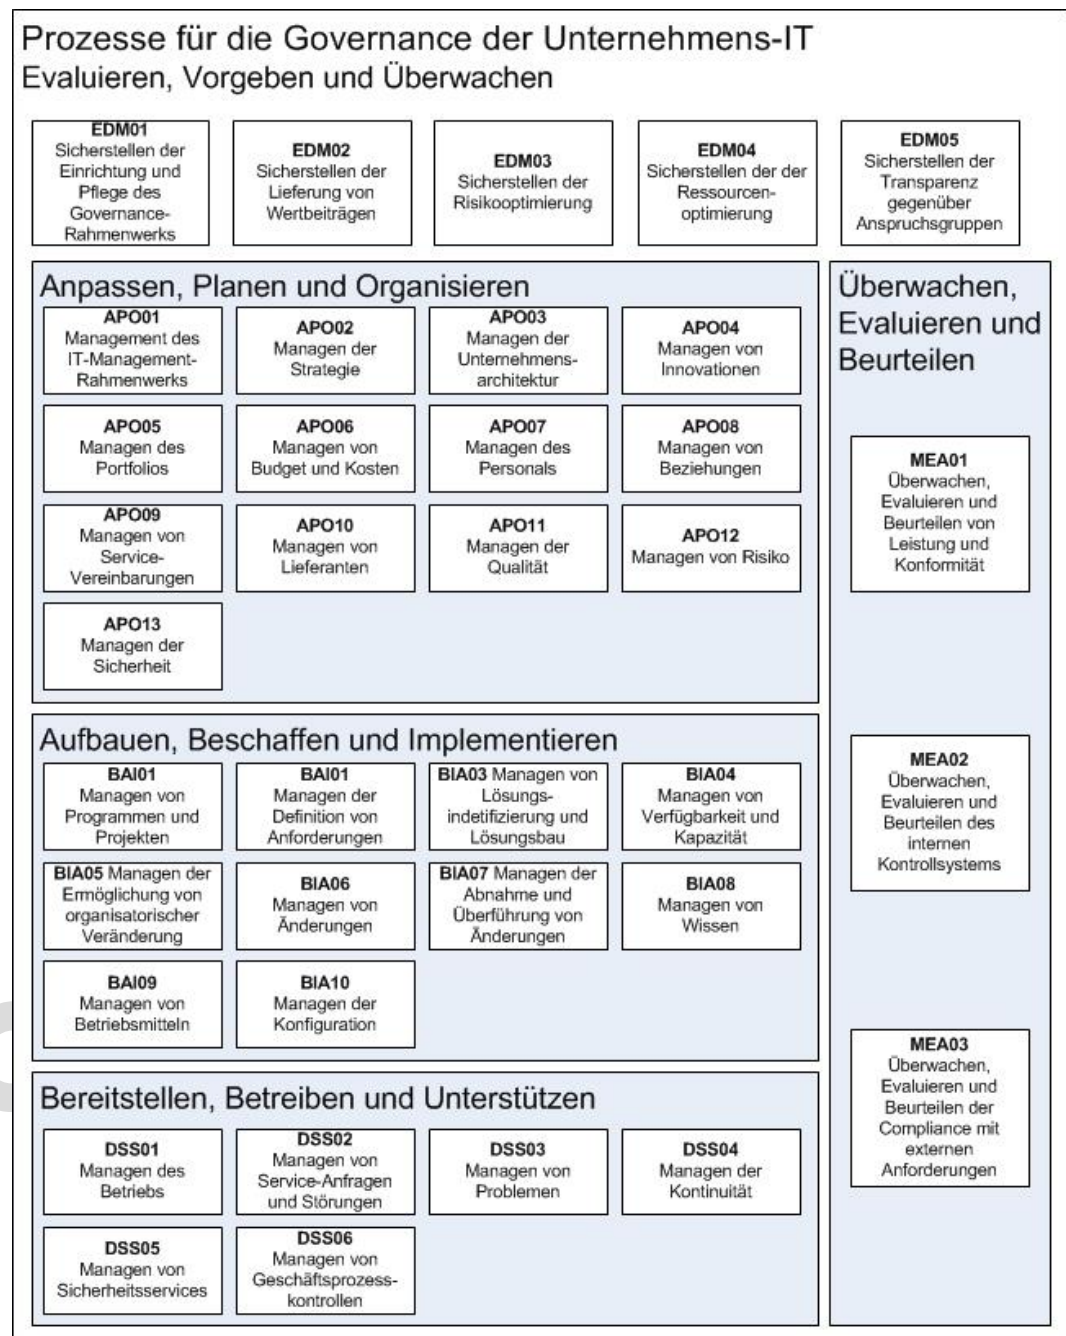 Prozesse für die Governance der Unternehmens-IT
Evaluieren, Vorgeben und Überwachen
EDM01
Sicherstellen der
Einrichtung und
Pflege des
Governance-
Rahmenwerks
EDM02
Sicherstellen der
Lieferung von
Wertbeiträgen
EDM03
Sicherstellen der
Risikooptimierung
EDM04
Sicherstellen der der
Ressourcen-
optimierung
EDM05
Sicherstellen der
Transparenz
gegenüber
Anspruchsgruppen
Anpassen, Planen und Organisieren
APO01
Management des
IT-Management-
Rahmenwerks
APO02
Managen der
Strategie
APO03
Managen der
Unternehmens-
architektur
APO04
Managen von
Innovationen
APO05
Managen des
Portfolios
APO06
Managen von
Budget und Kosten
APO07
Managen des
Personals
APO08
Managen von
Beziehungen
APO09
Managen von
Service-
Vereinbarungen
APO10
Managen von
Lieferanten
APO11
Managen der
Qualität
APO12
Managen von Risiko
APO13
Managen der
Sicherheit
Aufbauen, Beschaffen und Implementieren
BAI01
Managen von
Programmen und
Projekten
BAI01
Managen der
Definition von
Anforderungen
BIA03 Managen von
Lösungs-
indetifizierung und
Lösungsbau
BIA04
Managen von
Verfügbarkeit und
Kapazität
BIA05 Managen der
Ermöglichung von
organisatorischer
Veränderung
BIA06
Managen von
Änderungen
BIA07 Managen der
Abnahme und
Überführung von
Änderungen
BIA08
Managen von
Wissen
BAI09
Managen von
Betriebsmitteln
BIA10
Managen der
Konfiguration
Bereitstellen, Betreiben und Unterstützen
DSS01
Managen des
Betriebs
DSS02
Managen von
Service-Anfragen
und Störungen
DSS03
Managen von
Problemen
DSS04
Managen der
Kontinuität
DSS05
Managen von
Sicherheitsservices
DSS06
Managen von
Geschäftsprozess-
kontrollen
Überwachen,
Evaluieren und
Beurteilen
MEA01
Überwachen,
Evaluieren und
Beurteilen von
Leistung und
Konformität
MEA02
Überwachen,
Evaluieren und
Beurteilen des
internen
Kontrollsystems
MEA03
Überwachen,
Evaluieren und
Beurteilen der
Compliance mit
externen
Anforderungen